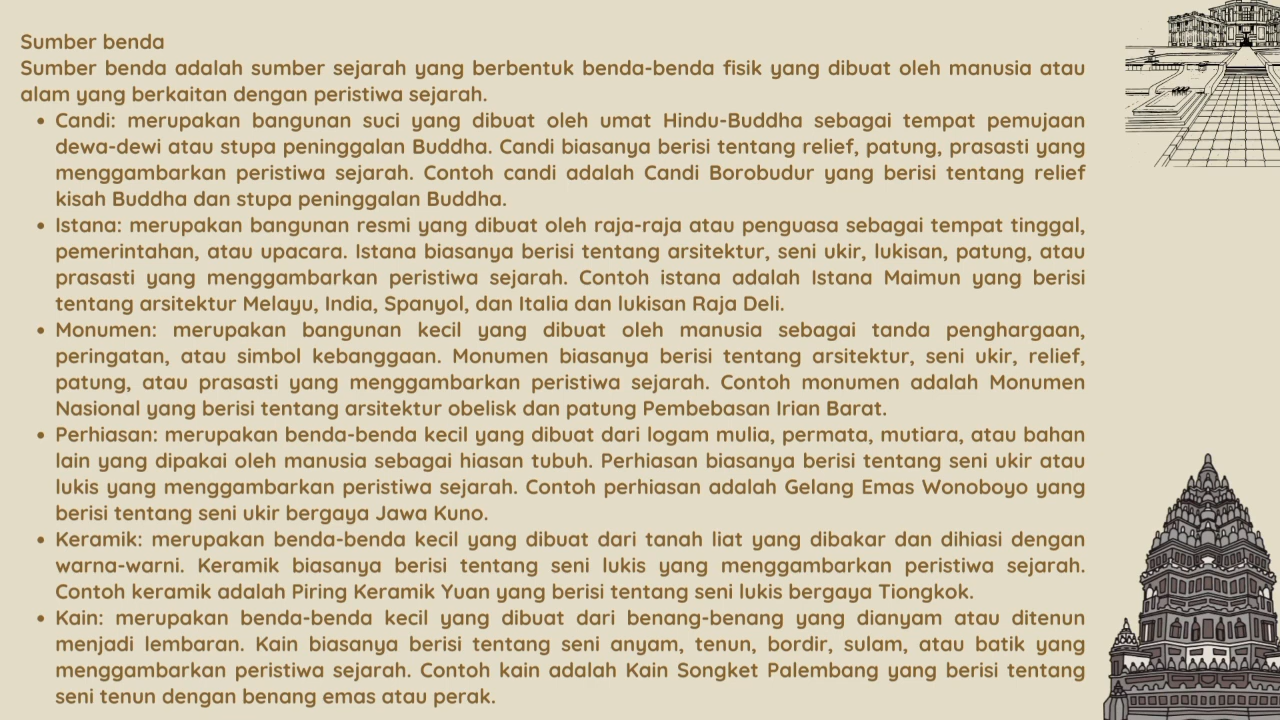 Sumber benda
Sumber benda adalah sumber sejarah yang berbentuk benda-benda fisik yang dibuat oleh manusia atau
alam yang berkaitan dengan peristiwa sejarah.
• Candi: merupakan bangunan suci yang dibuat oleh umat Hindu-Buddha sebagai tempat pemujaan
dewa-dewi atau stupa peninggalan Buddha. Candi biasanya berisi tentang relief, patung, prasasti yang
menggambarkan peristiwa sejarah. Contoh candi adalah Candi Borobudur yang berisi tentang relief
kisah Buddha dan stupa peninggalan Buddha.
• Istana: merupakan bangunan resmi yang dibuat oleh raja-raja atau penguasa sebagai tempat tinggal,
pemerintahan, atau upacara. Istana biasanya berisi tentang arsitektur, seni ukir, lukisan, patung, atau
prasasti yang menggambarkan peristiwa sejarah. Contoh istana adalah Istana Maimun yang berisi
tentang arsitektur Melayu, India, Spanyol, dan Italia dan lukisan Raja Deli.
• Monumen: merupakan bangunan kecil yang dibuat oleh manusia sebagai tanda penghargaan,
peringatan, atau simbol kebanggaan. Monumen biasanya berisi tentang arsitektur, seni ukir, relief,
patung, atau prasasti yang menggambarkan peristiwa sejarah. Contoh monumen adalah Monumen
Nasional yang berisi tentang arsitektur obelisk dan patung Pembebasan Irian Barat.
• Perhiasan: merupakan benda-benda kecil yang dibuat dari logam mulia, permata, mutiara, atau bahan
lain yang dipakai oleh manusia sebagai hiasan tubuh. Perhiasan biasanya berisi tentang seni ukir atau
lukis yang menggambarkan peristiwa sejarah. Contoh perhiasan adalah Gelang Emas Wonoboyo yang
berisi tentang seni ukir bergaya Jawa Kuno.
• Keramik: merupakan benda-benda kecil yang dibuat dari tanah liat yang dibakar dan dihiasi dengan
warna-warni. Keramik biasanya berisi tentang seni lukis yang menggambarkan peristiwa sejarah.
Contoh keramik adalah Piring Keramik Yuan yang berisi tentang seni lukis bergaya Tiongkok.
• Kain: merupakan benda-benda kecil yang dibuat dari benang-benang yang dianyam atau ditenun
menjadi lembaran. Kain biasanya berisi tentang seni anyam, tenun, bordir, sulam, atau batik yang
menggambarkan peristiwa sejarah. Contoh kain adalah Kain Songket Palembang yang berisi tentang
seni tenun dengan benang emas atau perak.